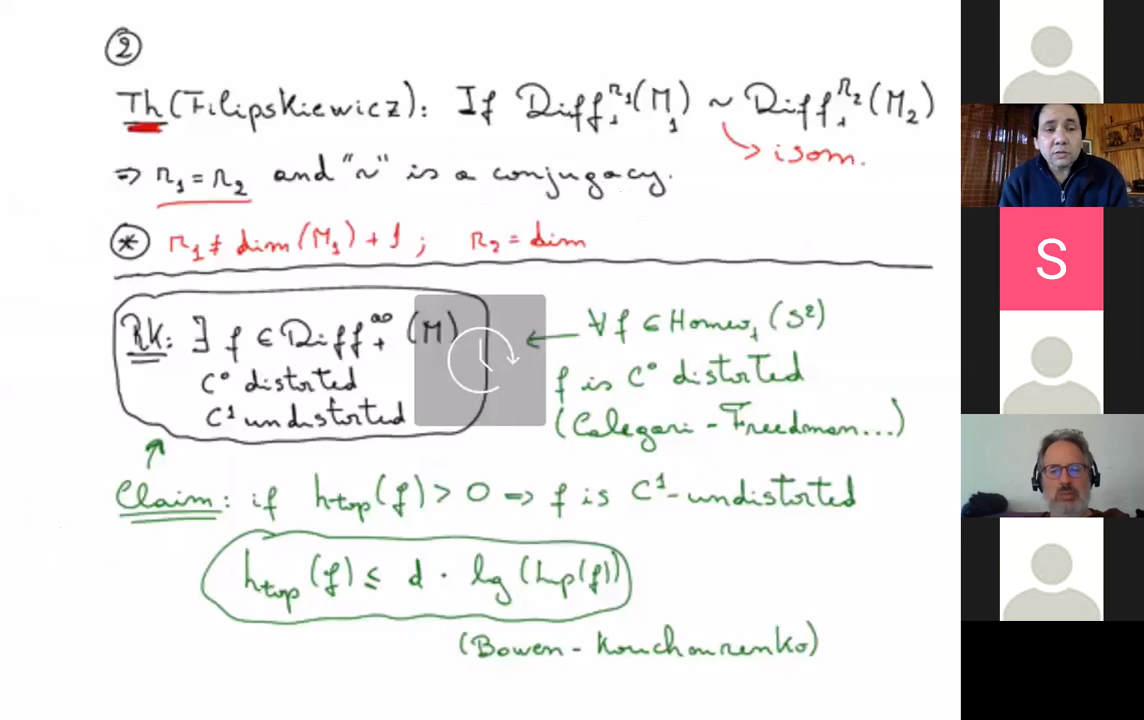 ②
Th (Filipskiewicz): If Diff₊^{r₁}(M₁) ~ Diff₊^{r₂}(M₂)
↳ isom.
⇒ r₁ = r₂ and "~" is a conjugacy.
⊛ r₁ ≠ dim(M₁) + 1 ; r₂ = dim
RK: ∃ f ∈ Diff₊^∞ (M) ← ∀ f ∈ Homeo₊ (S²)
C⁰ distorted f is C⁰ distorted
C¹ undistorted (Calegari - Freedman...)
Claim: if h_top(f) > 0 ⇒ f is C¹-undistorted
h_top (f) ≤ d · lg (Lip(f))
(Bowen - Kouchnirenko)
S